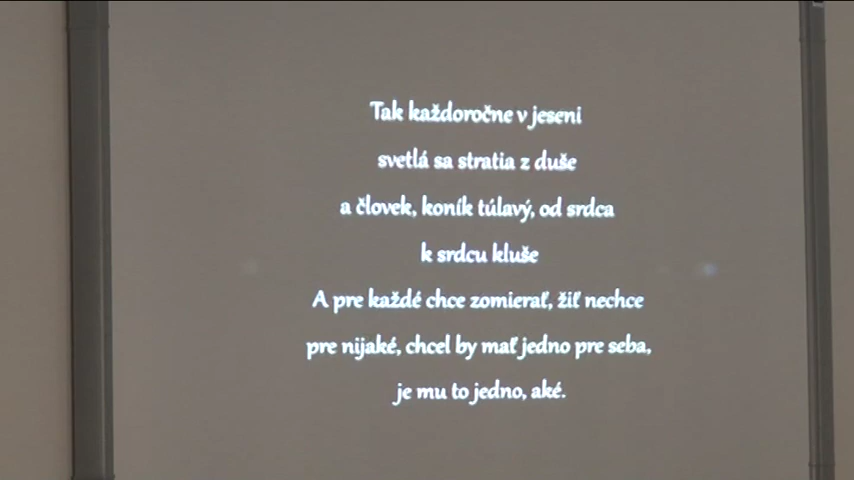 Tak každoročne v jeseni
svetlá sa stratia z duše
a človek, koník túlavý, od srdca
k srdcu kluše
A pre každé chce zomierať, žiť nechce
pre nijaké, chcel by mať jedno pre seba,
je mu to jedno, aké.